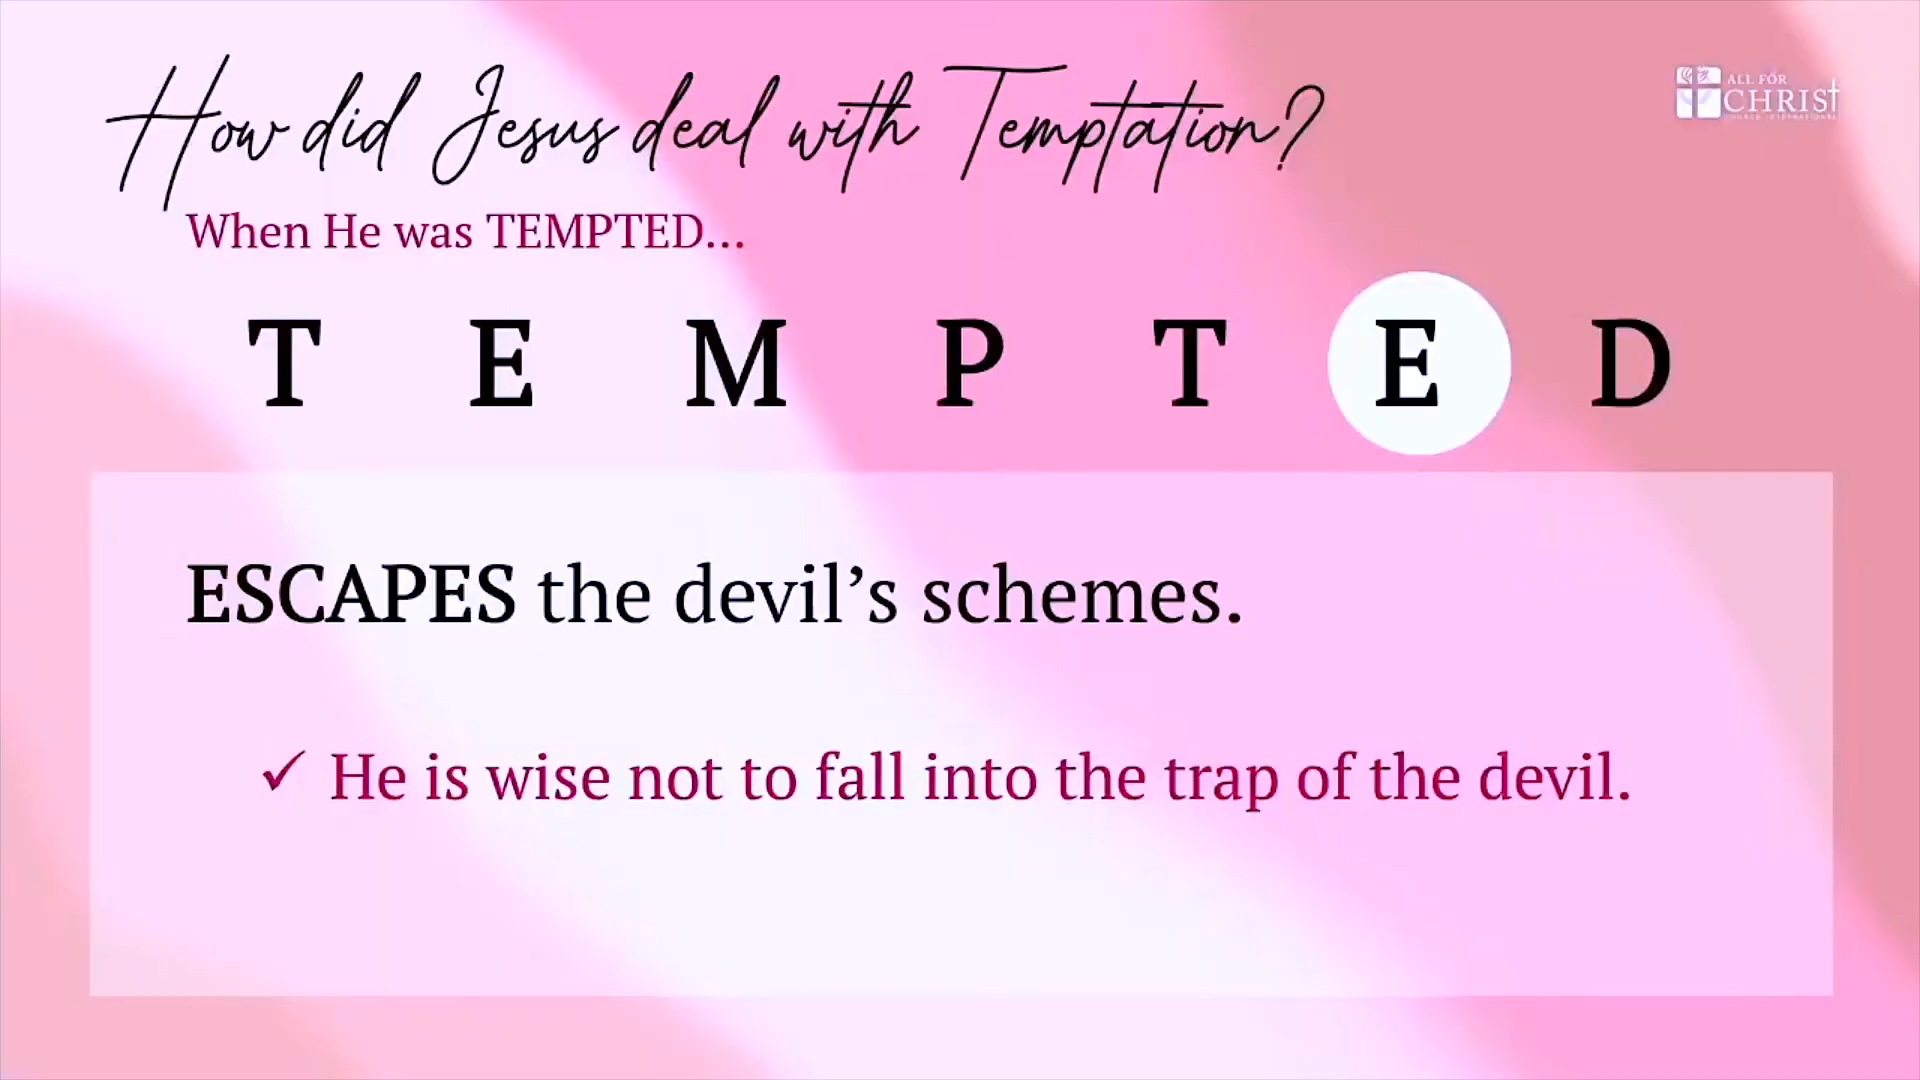 How did Jesus deal with Temptation?
ALL FOR
CHRIST
When He was TEMPTED...
T E M P T E D
ESCAPES the devil’s schemes.
✓ He is wise not to fall into the trap of the devil.